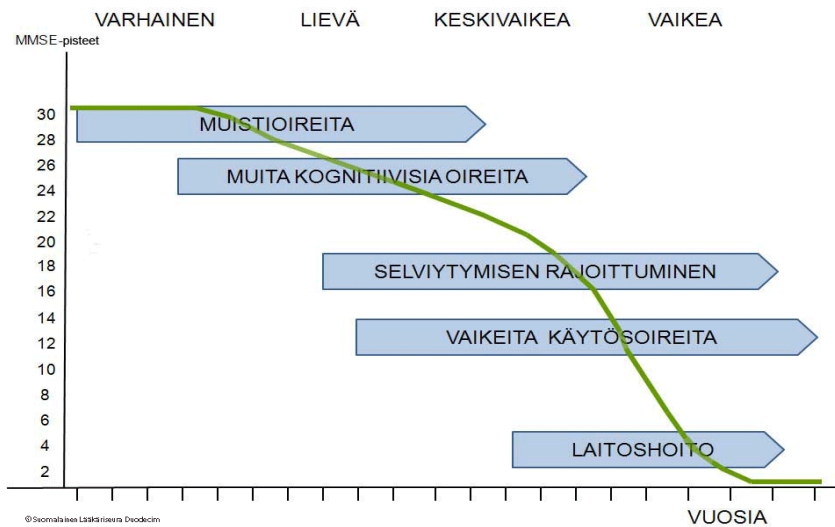 VARHAINEN LIEVÄ KESKIVAIKEA VAIKEA
MMSE-pisteet
30
MUISTIOIREITA
28
26
MUITA KOGNITIIVISIA OIREITA
24
22
20
18
SELVIYTYMISEN RAJOITTUMINEN
16
14
VAIKEITA KÄYTÖSOIREITA
12
10
8
6
4
LAITOSHOITO
2
VUOSIA
©Suomalainen Lääkäriseura Duodecim